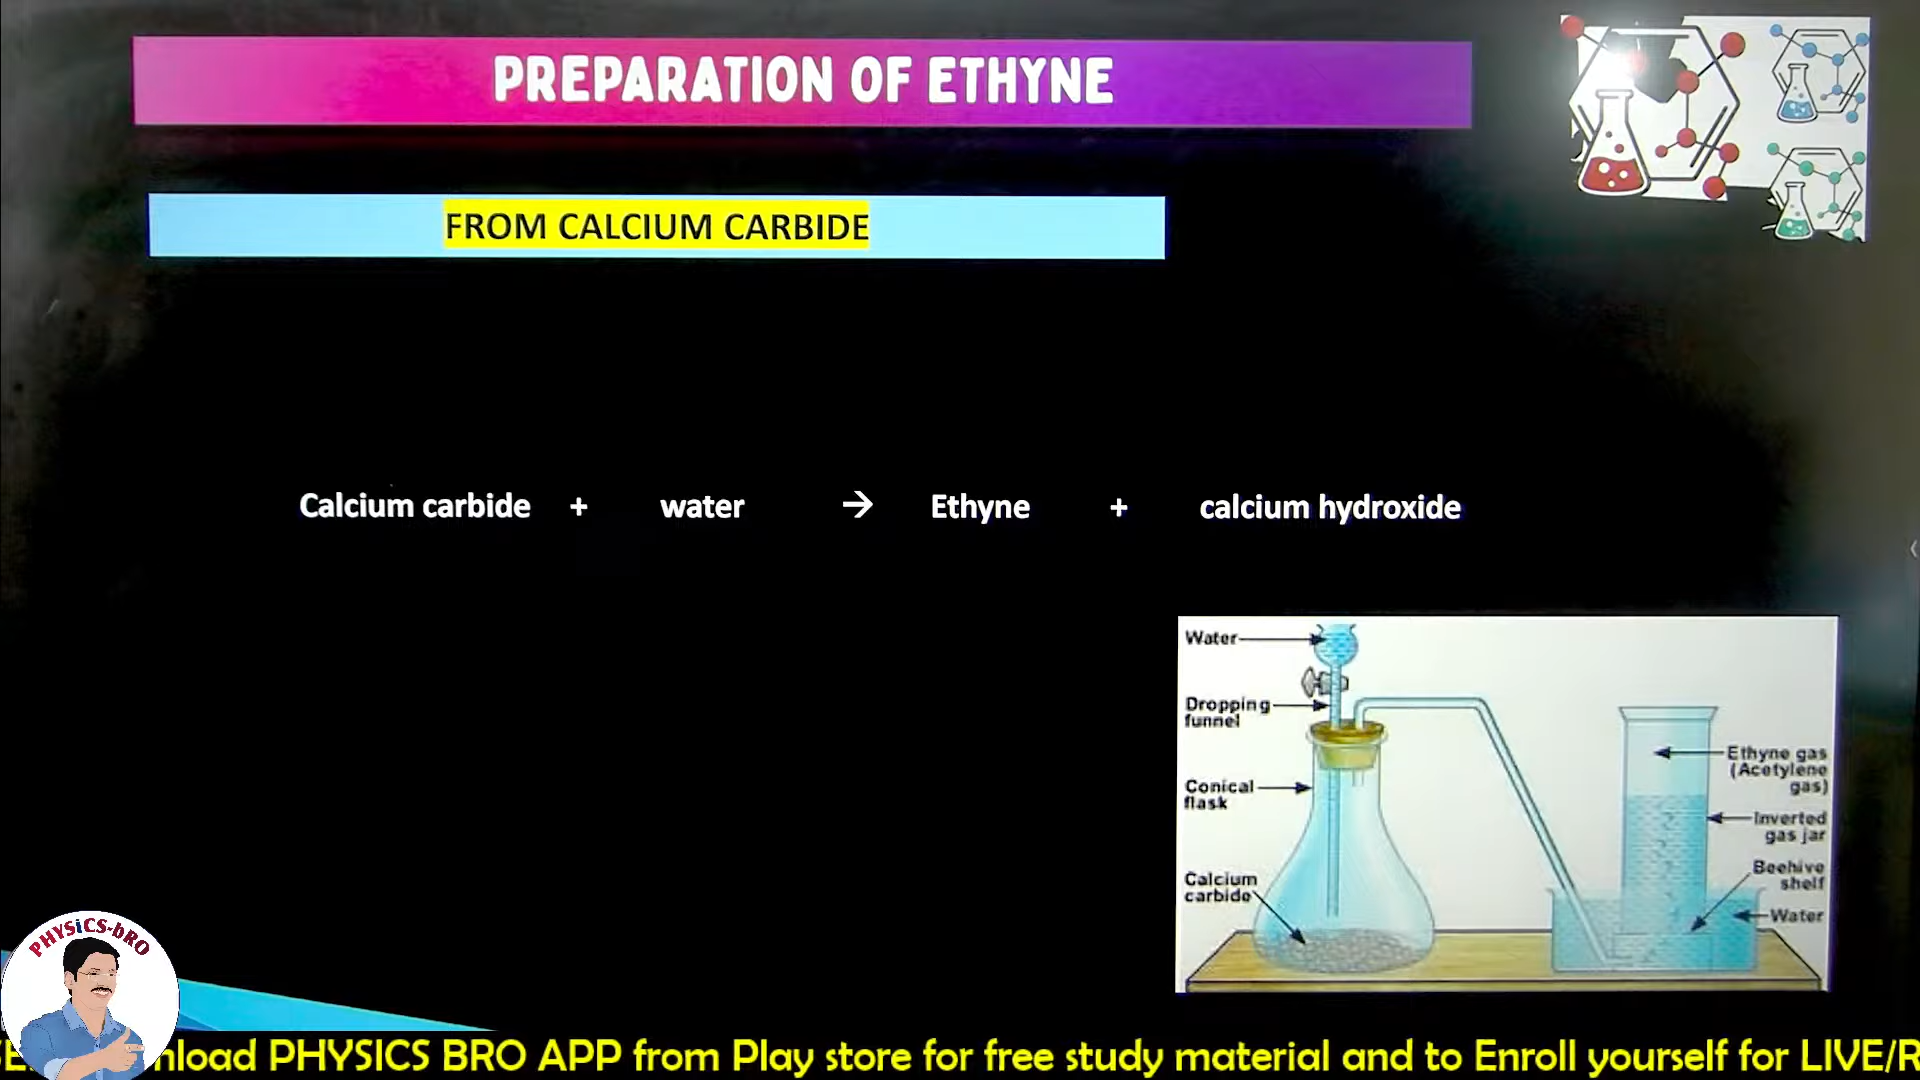 PREPARATION OF ETHYNE
FROM CALCIUM CARBIDE
Calcium carbide + water → Ethyne + calcium hydroxide
Water
Dropping
funnel
Conical
flask
Calcium
carbide
Ethyne gas
(Acetylene
gas)
Inverted
gas jar
Beehive
shelf
Water
PHYSiCS-bRO
nload PHYSICS BRO APP from Play store for free study material and to Enroll yourself for LIVE/R